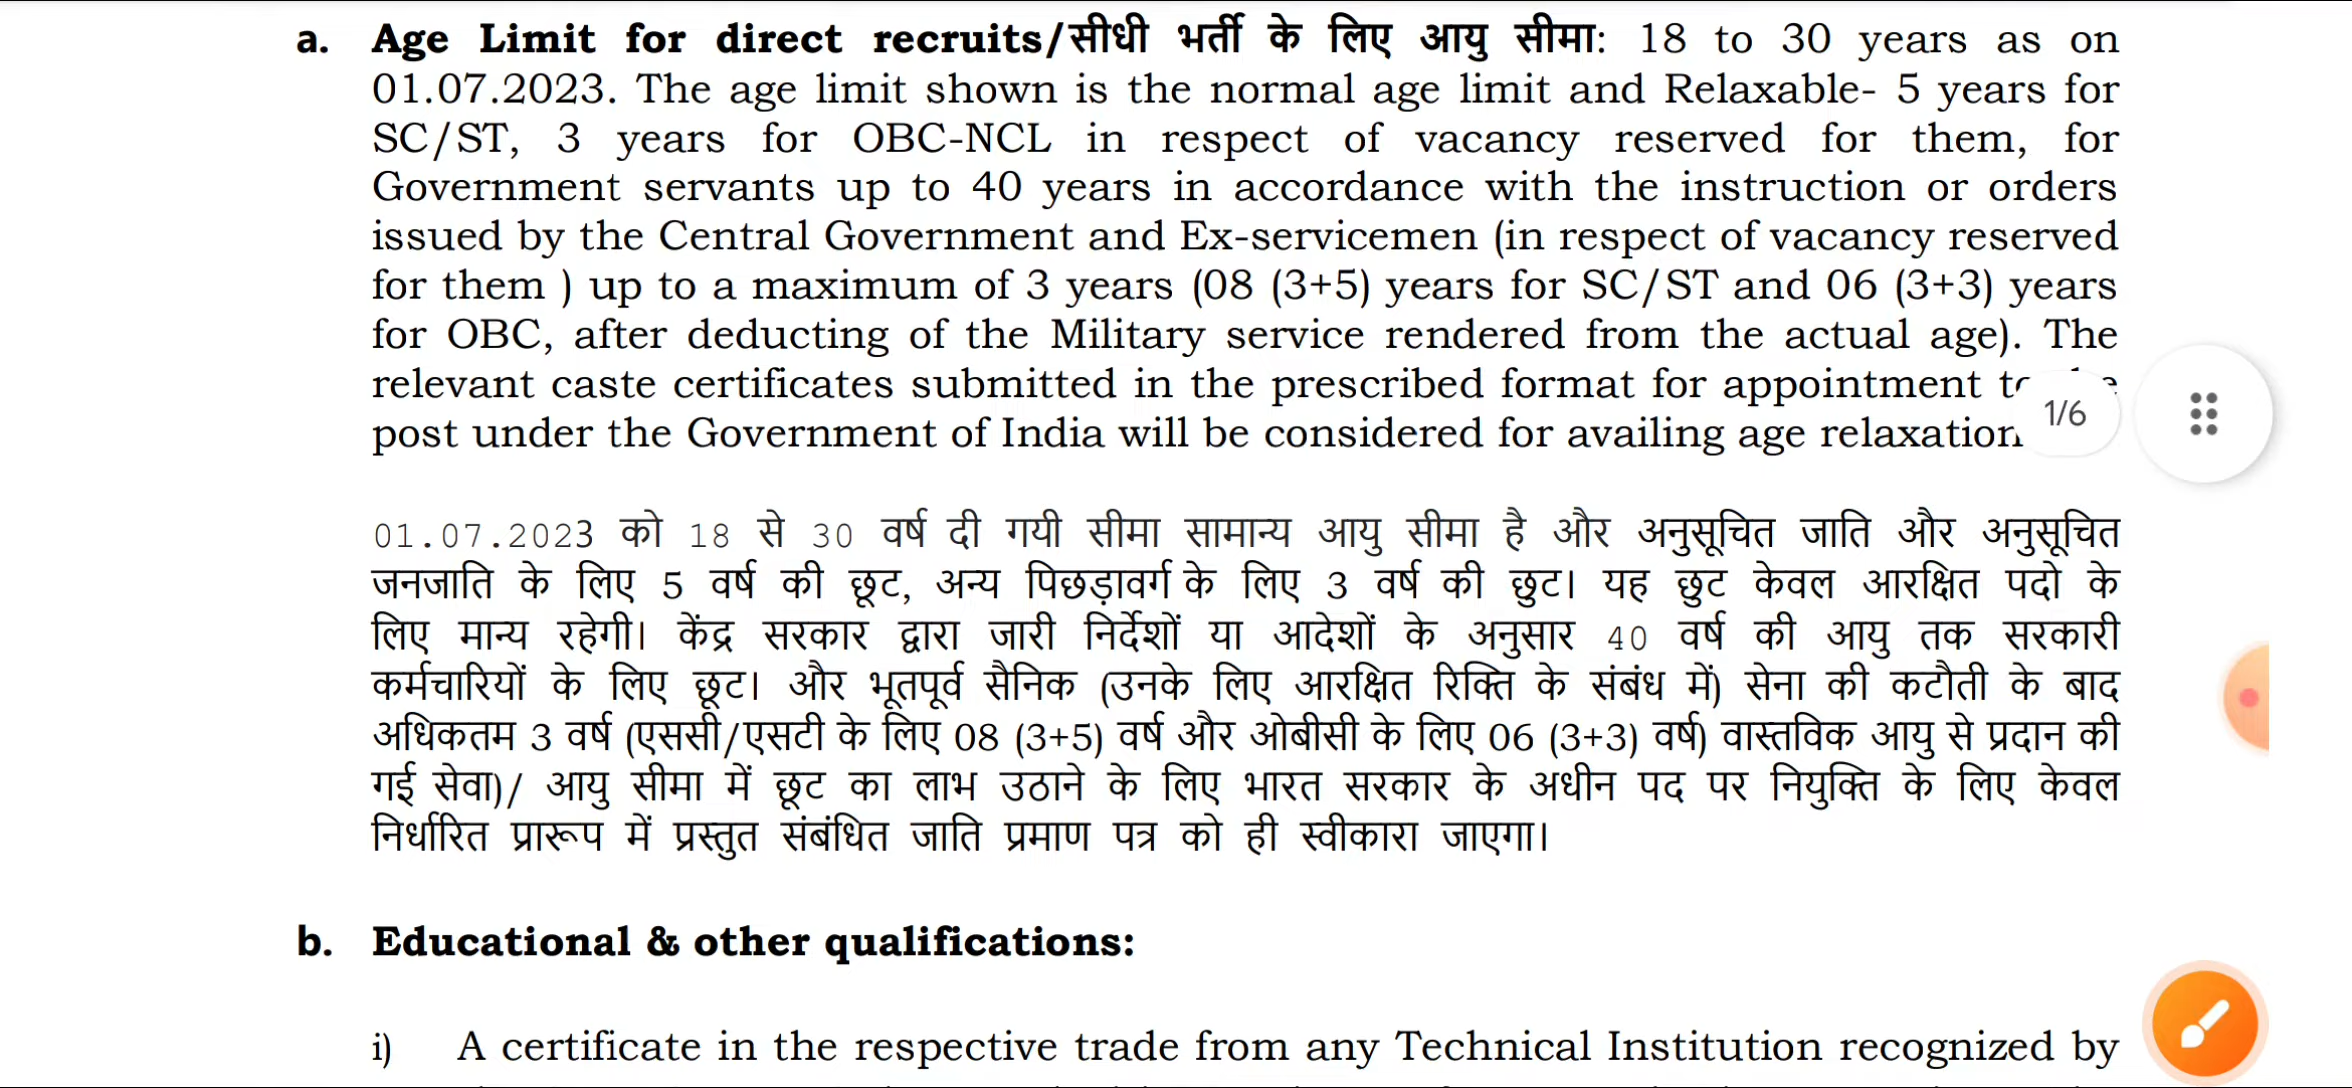 a. Age Limit for direct recruits/सीधी भर्ती के लिए आयु सीमा: 18 to 30 years as on
01.07.2023. The age limit shown is the normal age limit and Relaxable- 5 years for
SC/ST, 3 years for OBC-NCL in respect of vacancy reserved for them, for
Government servants up to 40 years in accordance with the instruction or orders
issued by the Central Government and Ex-servicemen (in respect of vacancy reserved
for them ) up to a maximum of 3 years (08 (3+5) years for SC/ST and 06 (3+3) years
for OBC, after deducting of the Military service rendered from the actual age). The
relevant caste certificates submitted in the prescribed format for appointment
post under the Government of India will be considered for availing age relaxation
1/6
01.07.2023 को 18 से 30 वर्ष दी गयी सीमा सामान्य आयु सीमा है और अनुसूचित जाति और अनुसूचित
जनजाति के लिए 5 वर्ष की छूट, अन्य पिछड़ावर्ग के लिए 3 वर्ष की छुट। यह छुट केवल आरक्षित पदो के
लिए मान्य रहेगी। केंद्र सरकार द्वारा जारी निर्देशों या आदेशों के अनुसार 40 वर्ष की आयु तक सरकारी
कर्मचारियों के लिए छूट। और भूतपूर्व सैनिक (उनके लिए आरक्षित रिक्ति के संबंध में) सेना की कटौती के बाद
अधिकतम 3 वर्ष (एससी/एसटी के लिए 08 (3+5) वर्ष और ओबीसी के लिए 06 (3+3) वर्ष) वास्तविक आयु से प्रदान की
गई सेवा)/ आयु सीमा में छूट का लाभ उठाने के लिए भारत सरकार के अधीन पद पर नियुक्ति के लिए केवल
निर्धारित प्रारूप में प्रस्तुत संबंधित जाति प्रमाण पत्र को ही स्वीकारा जाएगा।
b. Educational & other qualifications:
i) A certificate in the respective trade from any Technical Institution recognized by